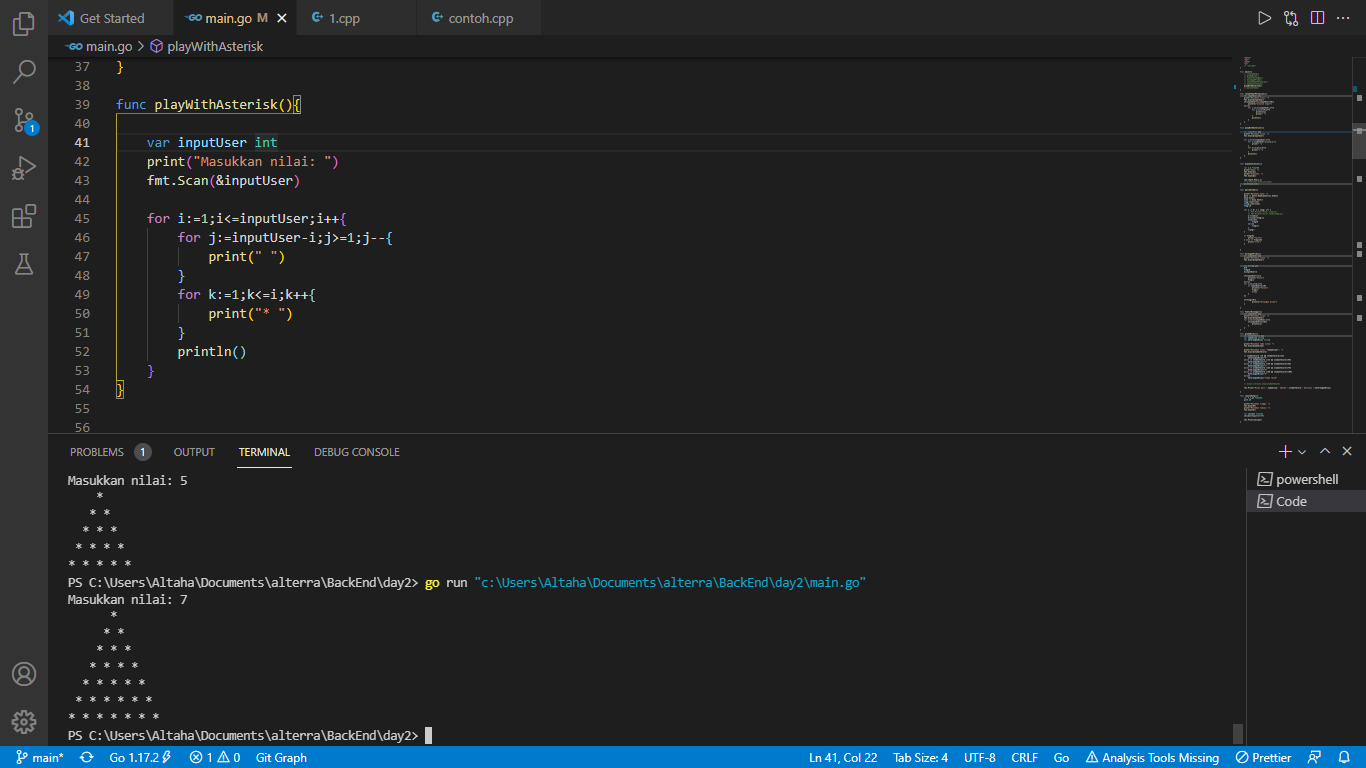 Get Started main.go M 1.cpp contoh.cpp
main.go > playWithAsterisk
37 }
38
39 func playWithAsterisk(){
40
41     var inputUser int
42     print("Masukkan nilai: ")
43     fmt.Scan(&inputUser)
44
45     for i:=1;i<=inputUser;i++{
46         for j:=inputUser-i;j>=1;j--{
47             print(" ")
48         }
49         for k:=1;k<=i;k++{
50             print("* ")
51         }
52         println()
53     }
54 }
55
56
1
PROBLEMS 1 OUTPUT TERMINAL DEBUG CONSOLE
Masukkan nilai: 5
    *
   * *
  * * *
 * * * *
* * * * *
PS C:\Users\Altaha\Documents\alterra\BackEnd\day2> go run "c:\Users\Altaha\Documents\alterra\BackEnd\day2\main.go"
Masukkan nilai: 7
      *
     * *
    * * *
   * * * *
  * * * * *
 * * * * * *
* * * * * * *
PS C:\Users\Altaha\Documents\alterra\BackEnd\day2>
powershell
Code
main* Go 1.17.2 1 0 Git Graph Ln 41, Col 22 Tab Size: 4 UTF-8 CRLF Go Analysis Tools Missing Prettier